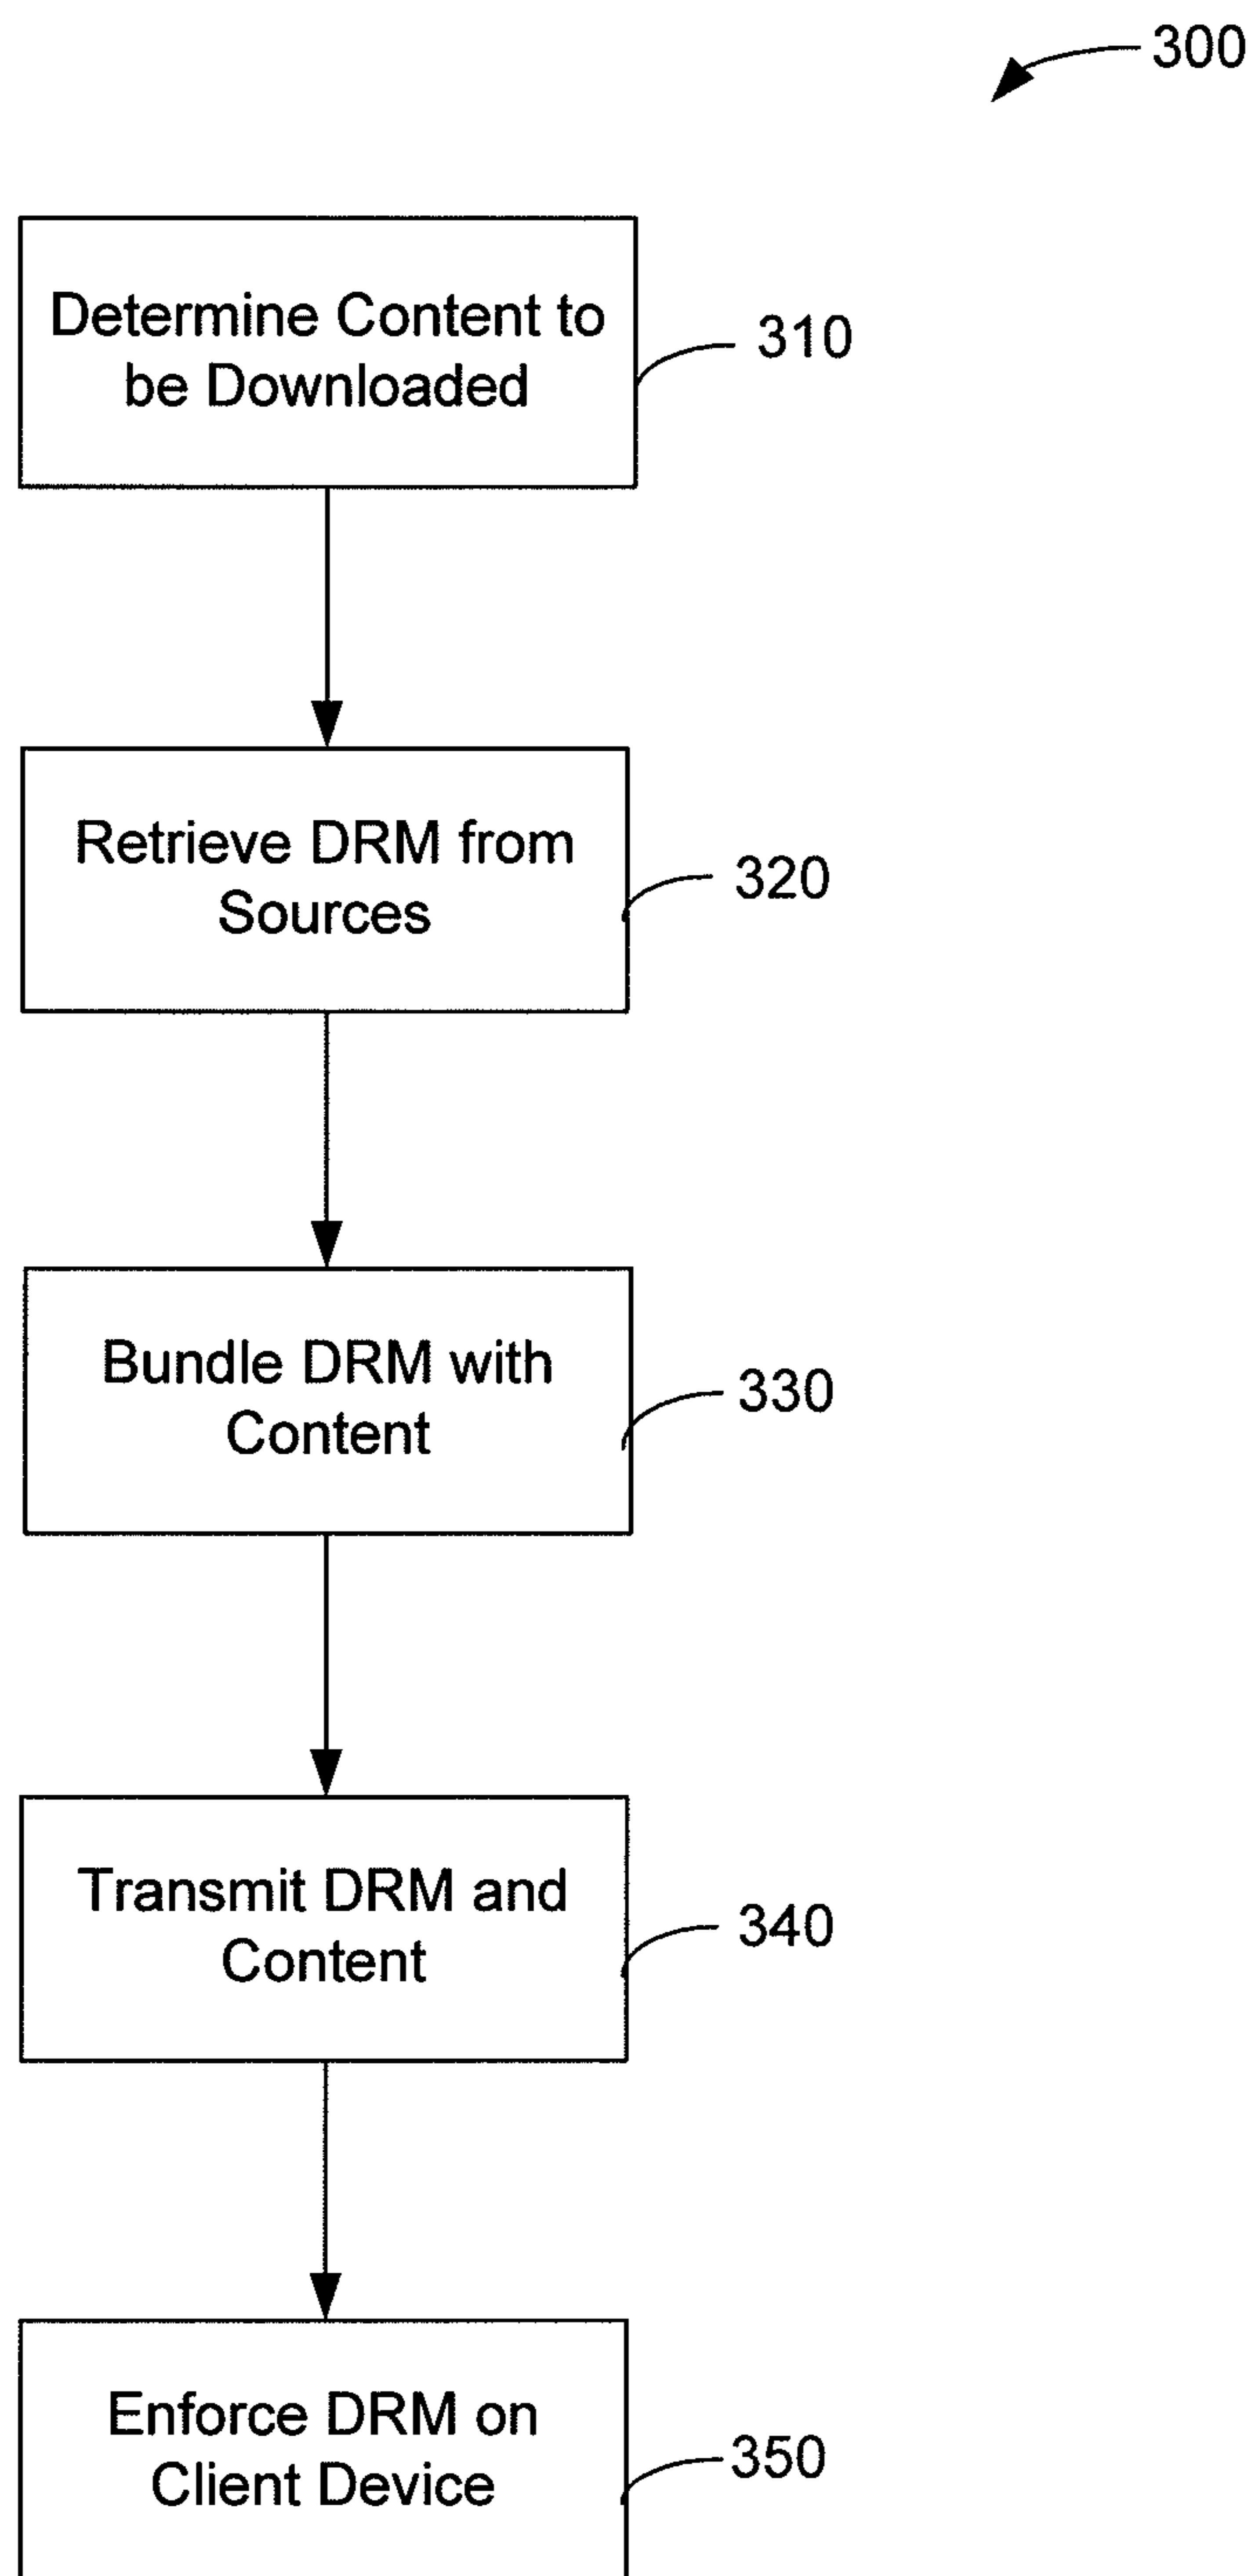 300
Determine Content to
be Downloaded
310
Retrieve DRM from
Sources
320
Bundle DRM with
Content
330
Transmit DRM and
Content
340
Enforce DRM on
Client Device
350